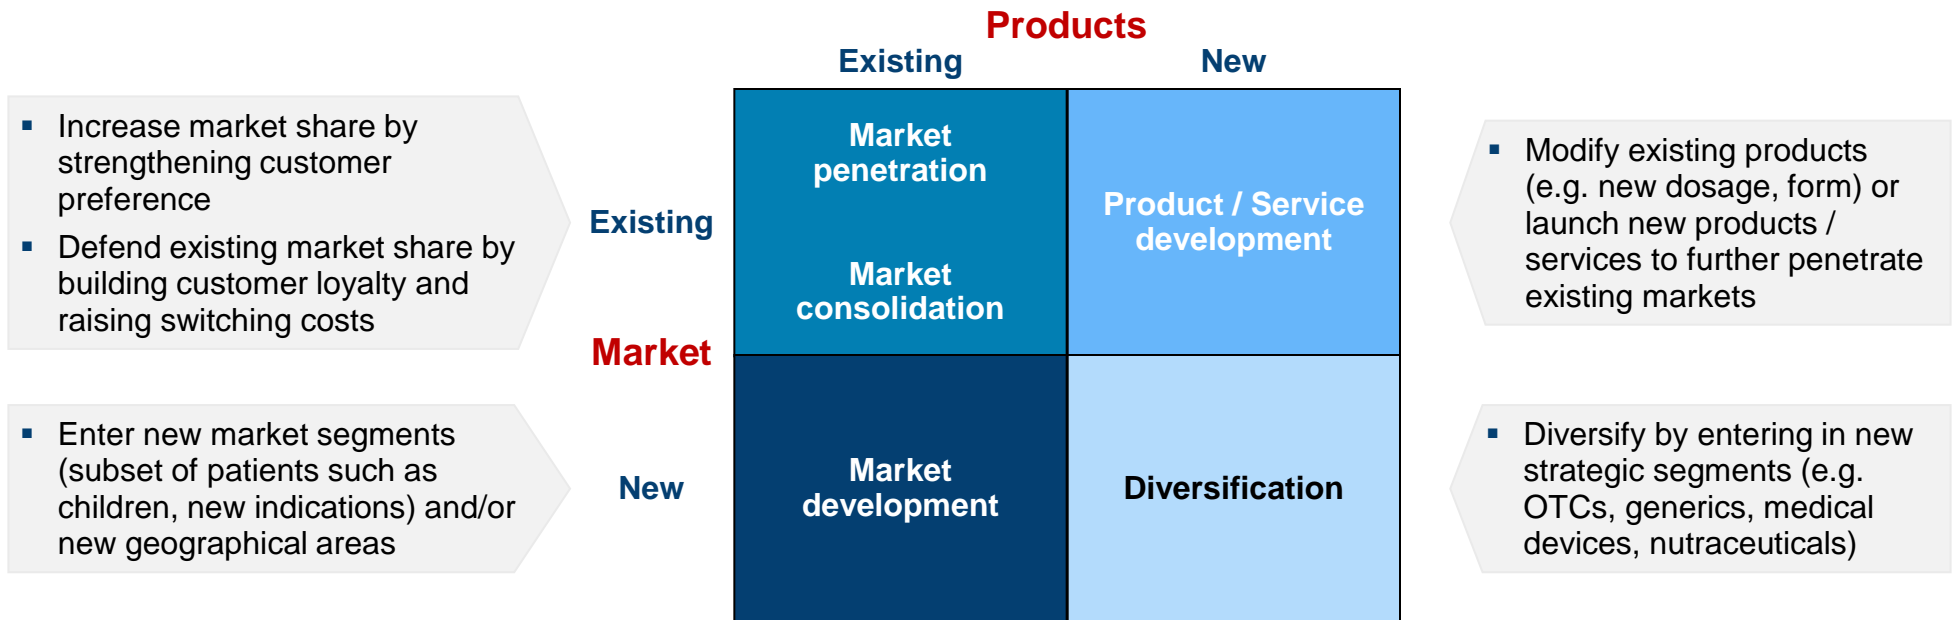 Products
Existing
New
▪ Increase market share by
strengthening customer
preference
▪ Defend existing market share by
building customer loyalty and
raising switching costs
Existing
Market
penetration
Market
consolidation
Product / Service
development
▪ Modify existing products
(e.g. new dosage, form) or
launch new products /
services to further penetrate
existing markets
Market
▪ Enter new market segments
(subset of patients such as
children, new indications) and/or
new geographical areas
New
Market
development
Diversification
▪ Diversify by entering in new
strategic segments (e.g.
OTCs, generics, medical
devices, nutraceuticals)